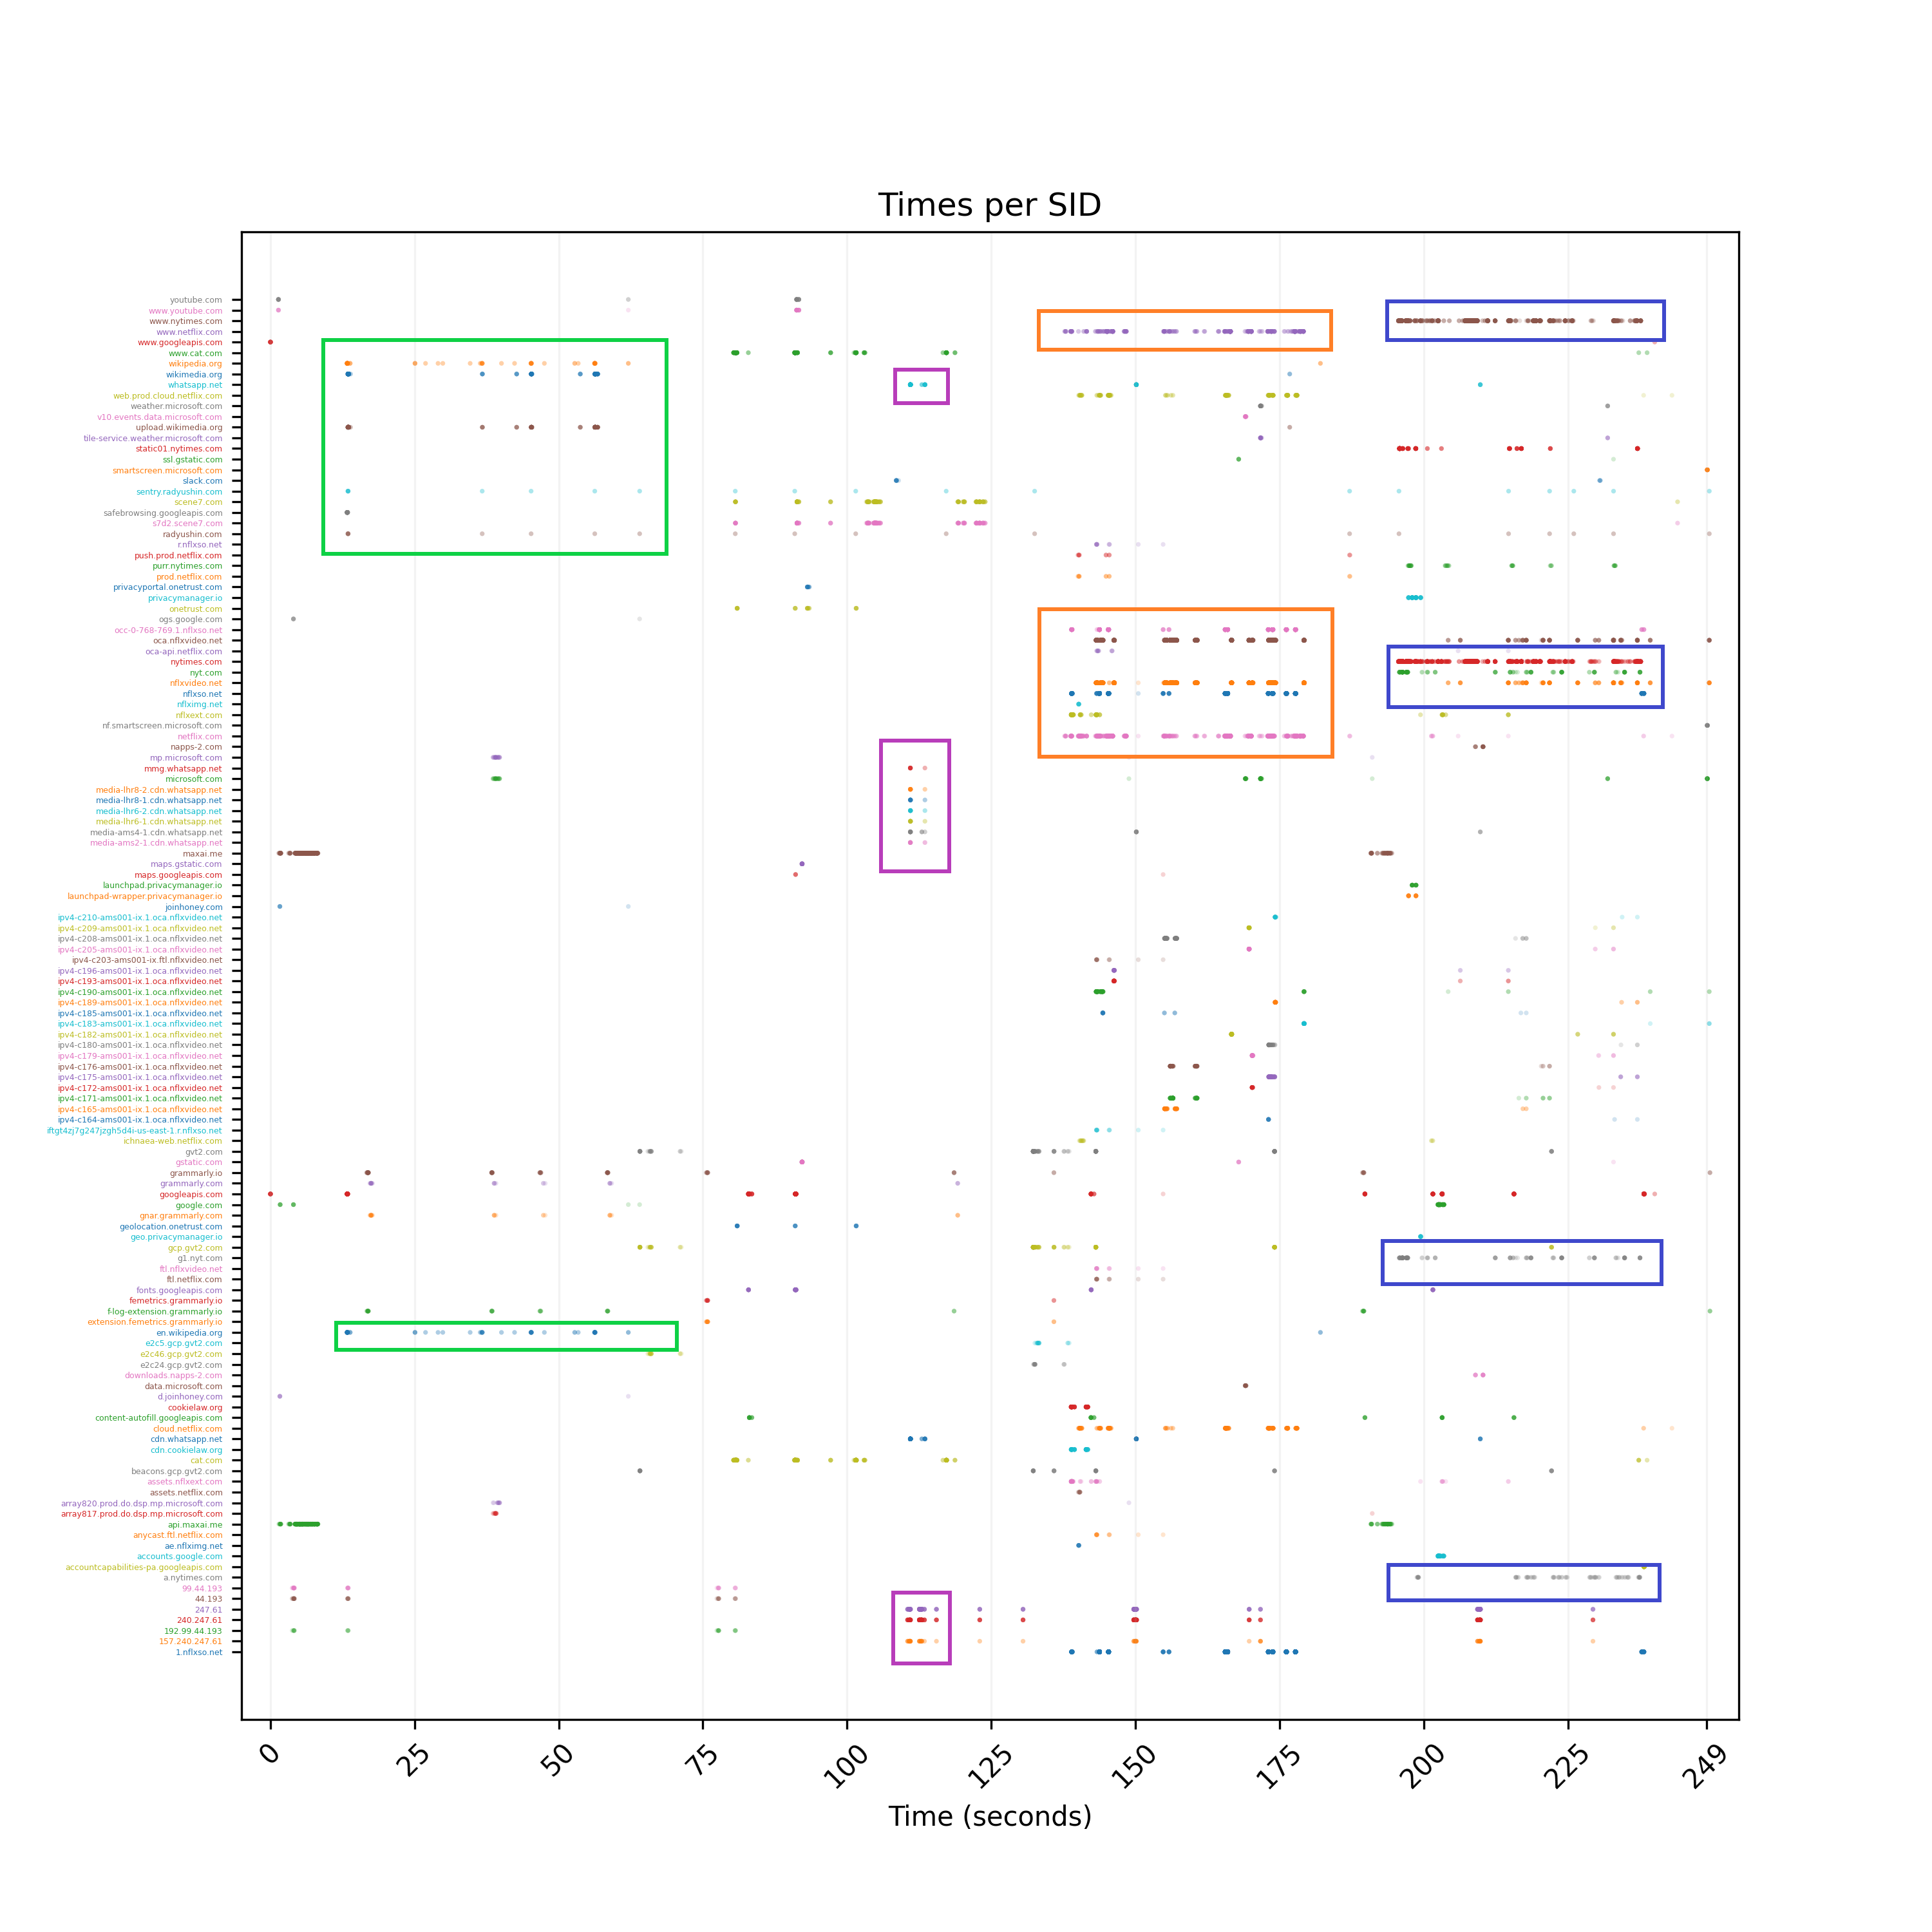 Times per SID
youtube.com
www.youtube.com
www.nytimes.com
www.netflix.com
www.googleapis.com
www.cat.com
wikipedia.org
wikimedia.org
whatsapp.net
web.prod.cloud.netflix.com
weather.microsoft.com
v10.events.data.microsoft.com
upload.wikimedia.org
tile-service.weather.microsoft.com
static01.nytimes.com
ssl.gstatic.com
smartscreen.microsoft.com
slack.com
sentry.radyushin.com
scene7.com
safebrowsing.googleapis.com
s7d2.scene7.com
radyushin.com
r.nflxso.net
push.prod.netflix.com
purr.nytimes.com
prod.netflix.com
privacyportal.onetrust.com
privacymanager.io
onetrust.com
ogs.google.com
occ-0-768-769.1.nflxso.net
oca.nflxvideo.net
oca-api.netflix.com
nytimes.com
nyt.com
nflxvideo.net
nflxso.net
nflximg.net
nflxext.com
nf.smartscreen.microsoft.com
netflix.com
napps-2.com
mp.microsoft.com
mmg.whatsapp.net
microsoft.com
media-lhr8-2.cdn.whatsapp.net
media-lhr8-1.cdn.whatsapp.net
media-lhr6-2.cdn.whatsapp.net
media-lhr6-1.cdn.whatsapp.net
media-ams4-1.cdn.whatsapp.net
media-ams2-1.cdn.whatsapp.net
maxai.me
maps.gstatic.com
maps.googleapis.com
launchpad.privacymanager.io
launchpad-wrapper.privacymanager.io
joinhoney.com
ipv4-c210-ams001-ix.1.oca.nflxvideo.net
ipv4-c209-ams001-ix.1.oca.nflxvideo.net
ipv4-c208-ams001-ix.1.oca.nflxvideo.net
ipv4-c205-ams001-ix.1.oca.nflxvideo.net
ipv4-c203-ams001-ix.ftl.nflxvideo.net
ipv4-c196-ams001-ix.1.oca.nflxvideo.net
ipv4-c193-ams001-ix.1.oca.nflxvideo.net
ipv4-c190-ams001-ix.1.oca.nflxvideo.net
ipv4-c189-ams001-ix.1.oca.nflxvideo.net
ipv4-c185-ams001-ix.1.oca.nflxvideo.net
ipv4-c183-ams001-ix.1.oca.nflxvideo.net
ipv4-c182-ams001-ix.1.oca.nflxvideo.net
ipv4-c180-ams001-ix.1.oca.nflxvideo.net
ipv4-c179-ams001-ix.1.oca.nflxvideo.net
ipv4-c176-ams001-ix.1.oca.nflxvideo.net
ipv4-c175-ams001-ix.1.oca.nflxvideo.net
ipv4-c172-ams001-ix.1.oca.nflxvideo.net
ipv4-c171-ams001-ix.1.oca.nflxvideo.net
ipv4-c165-ams001-ix.1.oca.nflxvideo.net
ipv4-c164-ams001-ix.1.oca.nflxvideo.net
iftgt4zj7g247jzgh5d4i-us-east-1.r.nflxso.net
ichnaea-web.netflix.com
gvt2.com
gstatic.com
grammarly.io
grammarly.com
googleapis.com
google.com
gnar.grammarly.com
geolocation.onetrust.com
geo.privacymanager.io
gcp.gvt2.com
g1.nyt.com
ftl.nflxvideo.net
ftl.netflix.com
fonts.googleapis.com
femetrics.grammarly.io
f-log-extension.grammarly.io
extension.femetrics.grammarly.io
en.wikipedia.org
e2c5.gcp.gvt2.com
e2c46.gcp.gvt2.com
e2c24.gcp.gvt2.com
downloads.napps-2.com
data.microsoft.com
d.joinhoney.com
cookielaw.org
content-autofill.googleapis.com
cloud.netflix.com
cdn.whatsapp.net
cdn.cookielaw.org
cat.com
beacons.gcp.gvt2.com
assets.nflxext.com
assets.netflix.com
array820.prod.do.dsp.mp.microsoft.com
array817.prod.do.dsp.mp.microsoft.com
api.maxai.me
anycast.ftl.netflix.com
ae.nflximg.net
accounts.google.com
accountcapabilities-pa.googleapis.com
a.nytimes.com
99.44.193
44.193
247.61
240.247.61
192.99.44.193
157.240.247.61
1.nflxso.net
0 25 50 75 100 125 150 175 200 225 249
Time (seconds)